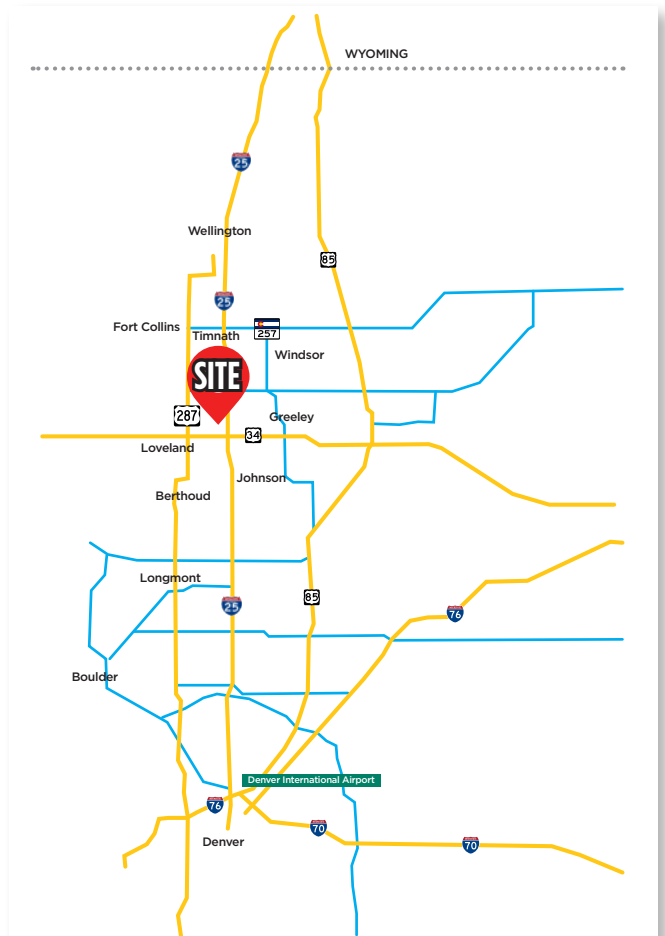 WYOMING
25
Wellington
85
25
Fort Collins
257
Timnath
Windsor
SITE
287
Greeley
34
Loveland
Johnson
Berthoud
Longmont
85
25
76
Boulder
Denver International Airport
76
70
Denver
70